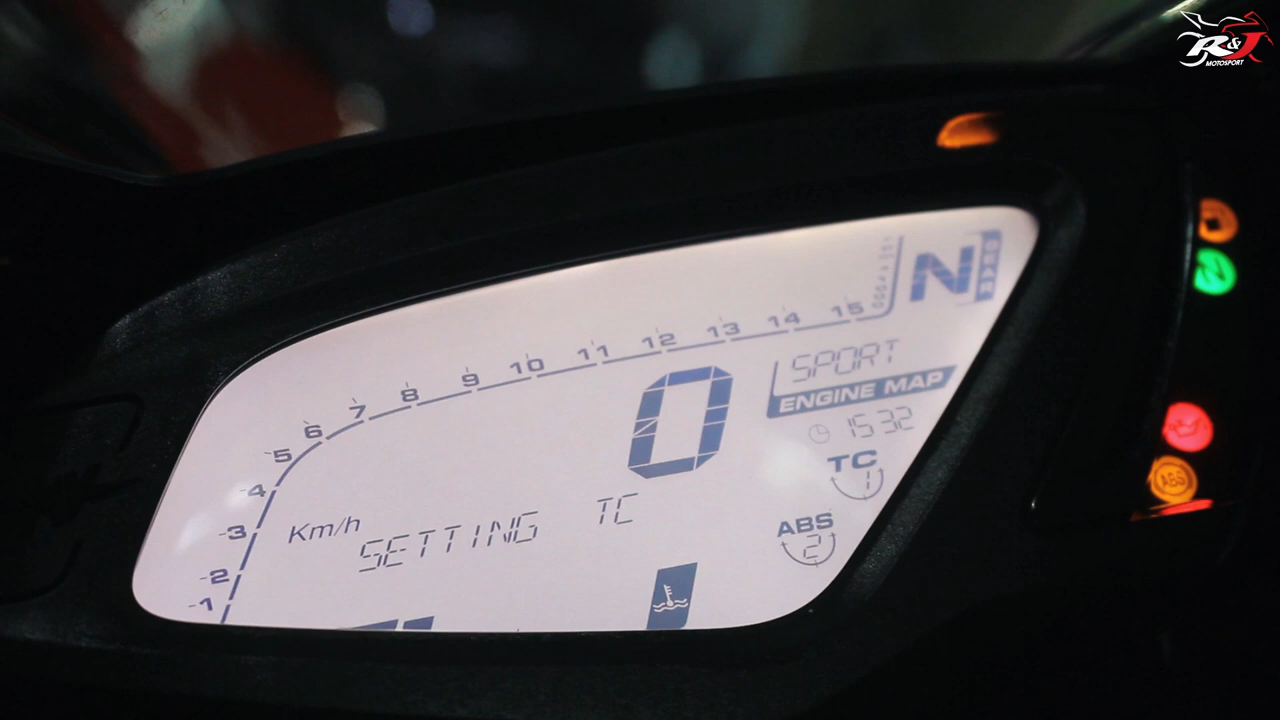 R&J
MOTOSPORT
N
1 2 3 4 5 6 7 8 9 10 11 12 13 14 15
SPORT
ENGINE MAP
15 32
0
TC
1
Km/h
SETTING TC
ABS
2
N
ABS